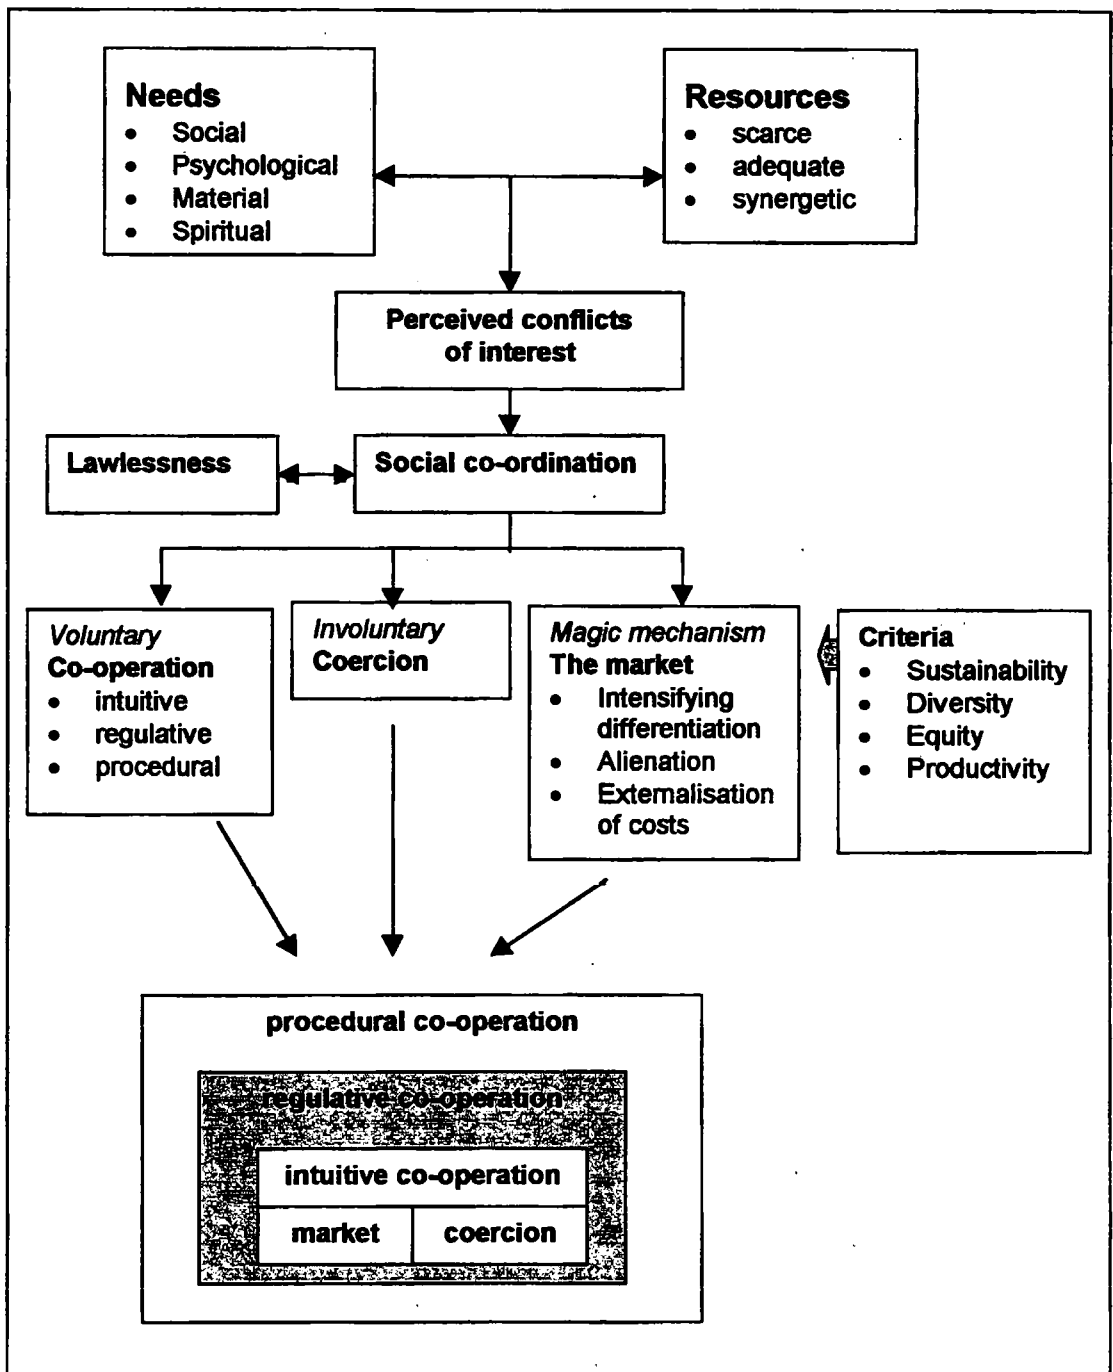 Needs
• Social
• Psychological
• Material
• Spiritual
Resources
• scarce
• adequate
• synergetic
Perceived conflicts
of interest
Lawlessness
Social co-ordination
Voluntary
Co-operation
• intuitive
• regulative
• procedural
Involuntary
Coercion
Magic mechanism
The market
• Intensifying
differentiation
• Alienation
• Externalisation
of costs
Criteria
• Sustainability
• Diversity
• Equity
• Productivity
procedural co-operation
regulative co-operation
intuitive co-operation
market
coercion